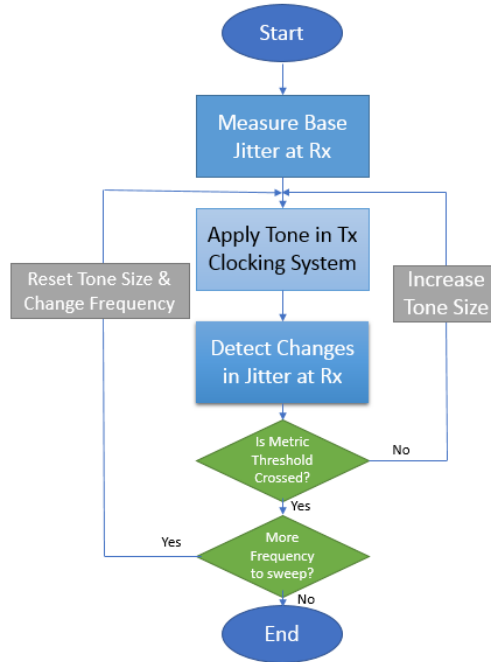 Start
Measure Base
Jitter at Rx
Apply Tone in Tx
Clocking System
Reset Tone Size &
Change Frequency
Increase
Tone Size
Detect Changes
in Jitter at Rx
Is Metric
Threshold
Crossed?
No
Yes
More
Frequency
to sweep?
Yes
No
End